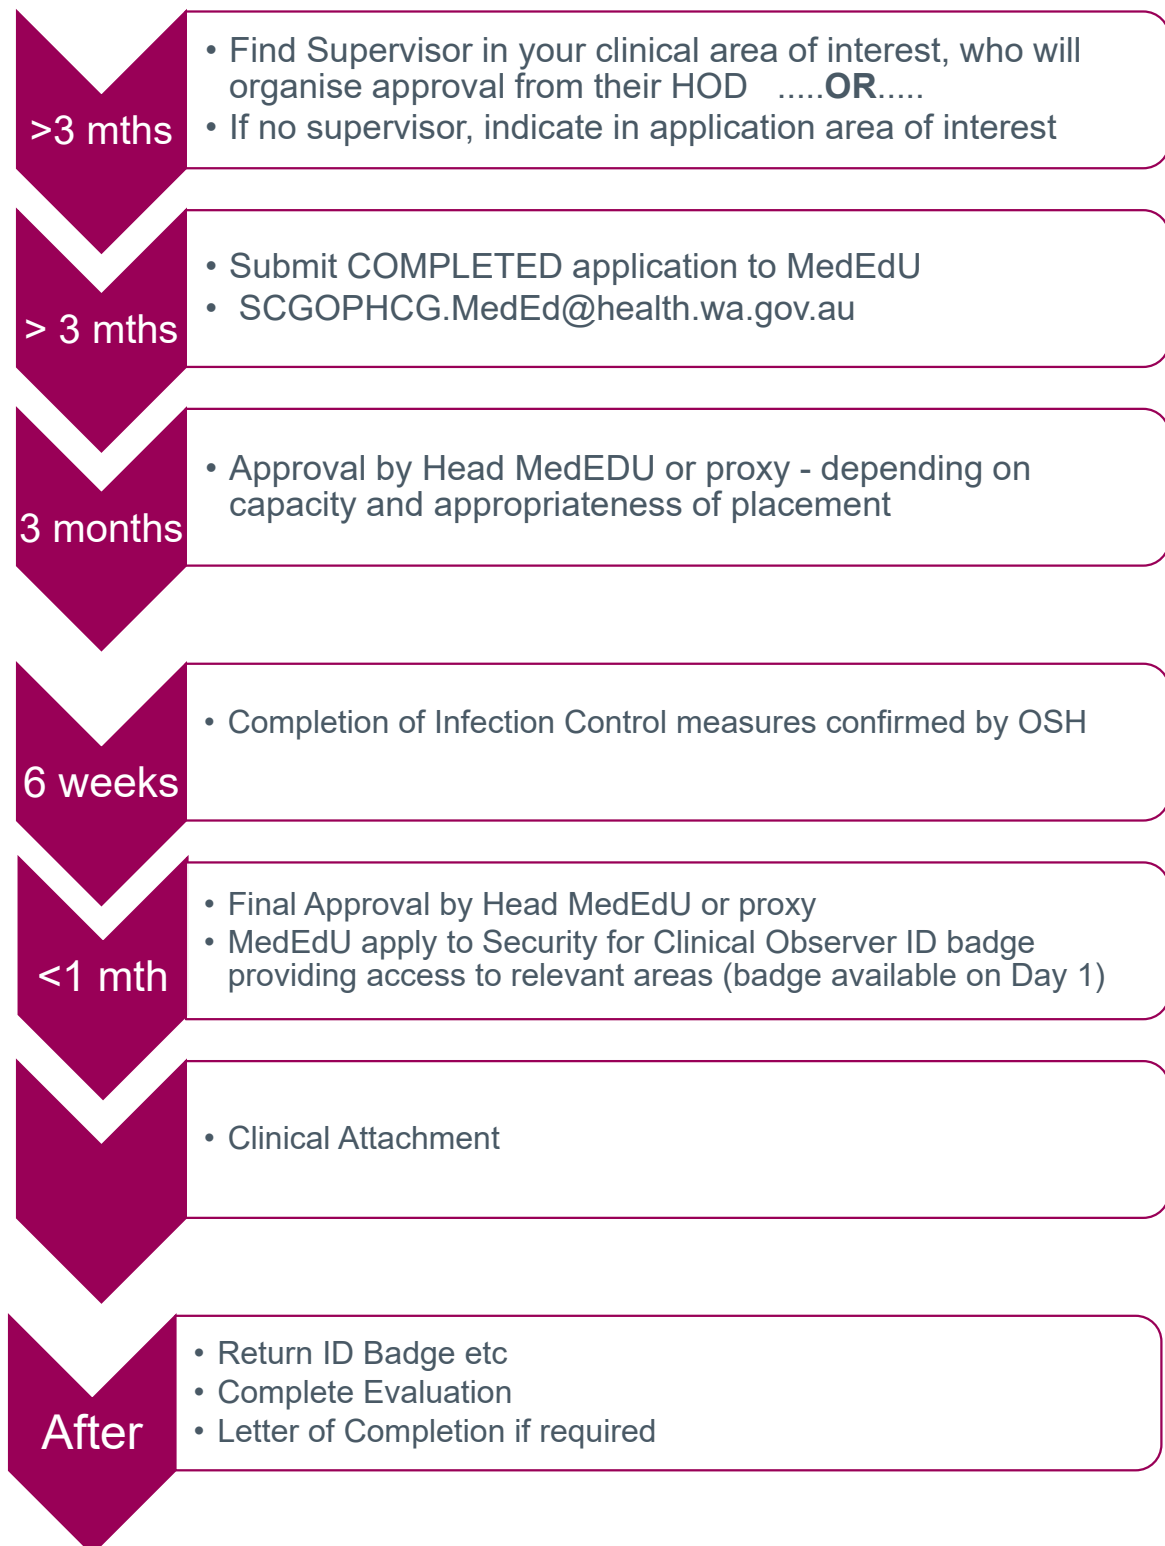 >3 mths
• Find Supervisor in your clinical area of interest, who will
organise approval from their HOD .....OR.....
• If no supervisor, indicate in application area of interest
> 3 mths
• Submit COMPLETED application to MedEdU
• SCGOPHCG.MedEd@health.wa.gov.au
3 months
• Approval by Head MedEDU or proxy - depending on
capacity and appropriateness of placement
6 weeks
• Completion of Infection Control measures confirmed by OSH
<1 mth
• Final Approval by Head MedEdU or proxy
• MedEdU apply to Security for Clinical Observer ID badge
providing access to relevant areas (badge available on Day 1)
• Clinical Attachment
After
• Return ID Badge etc
• Complete Evaluation
• Letter of Completion if required